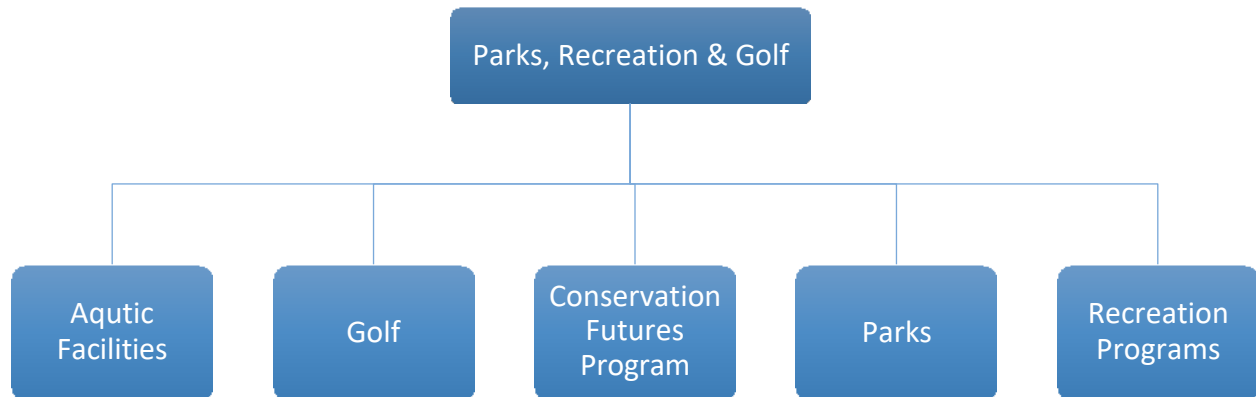 Parks, Recreation & Golf
Aqutic
Facilities
Golf
Conservation
Futures
Program
Parks
Recreation
Programs